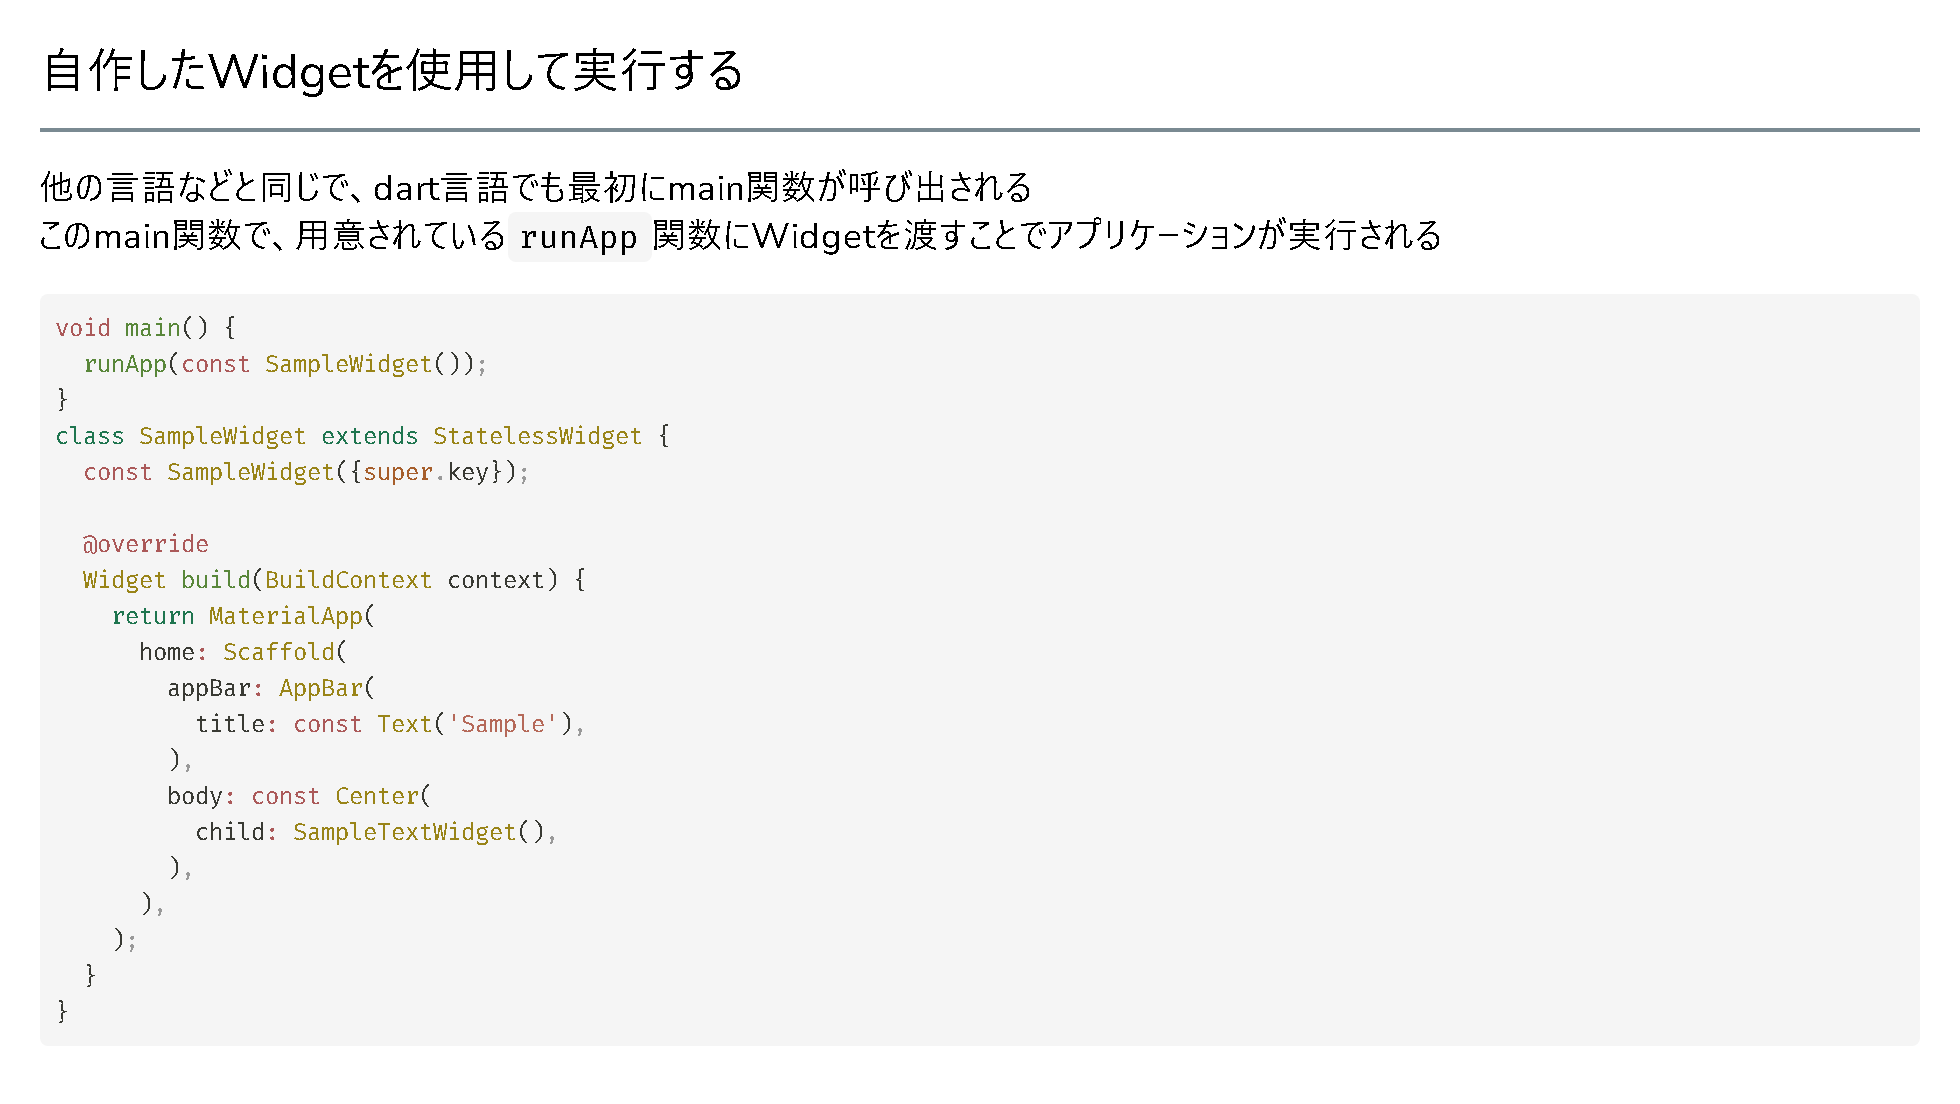 自作したWidgetを使用して実行する
他の言語などと同じで、dart言語でも最初にmain関数が呼び出される
このmain関数で、用意されている runApp 関数にWidgetを渡すことでアプリケーションが実行される
void main() {
  runApp(const SampleWidget());
}
class SampleWidget extends StatelessWidget {
  const SampleWidget({super.key});

  @override
  Widget build(BuildContext context) {
    return MaterialApp(
      home: Scaffold(
        appBar: AppBar(
          title: const Text('Sample'),
        ),
        body: const Center(
          child: SampleTextWidget(),
        ),
      ),
    );
  }
}